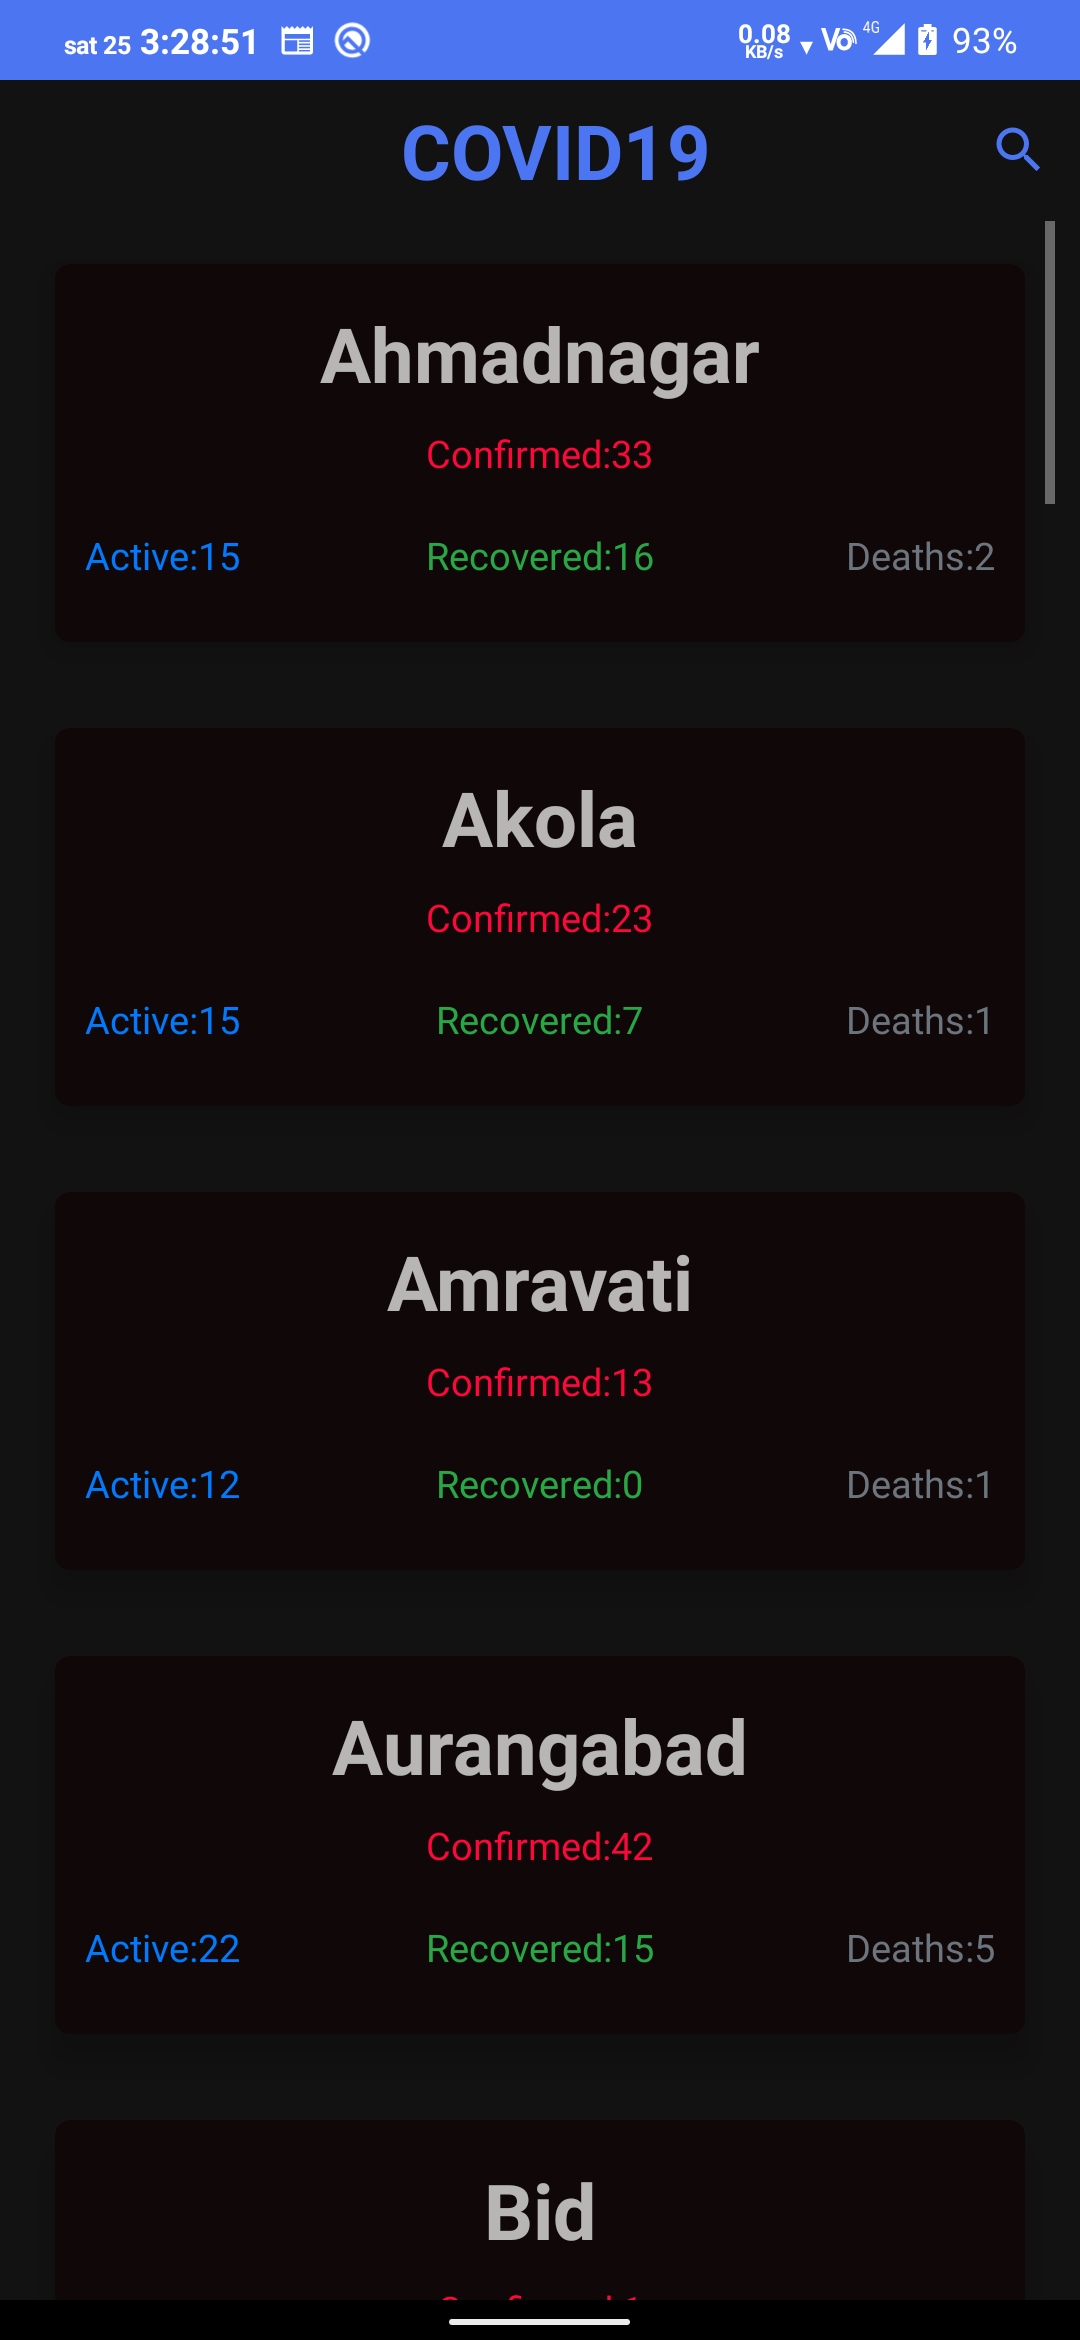 sat 25 3:28:51 0.08 KB/s Vo 4G 93%
COVID19
Ahmadnagar
Confirmed:33
Active:15 Recovered:16 Deaths:2
Akola
Confirmed:23
Active:15 Recovered:7 Deaths:1
Amravati
Confirmed:13
Active:12 Recovered:0 Deaths:1
Aurangabad
Confirmed:42
Active:22 Recovered:15 Deaths:5
Bid